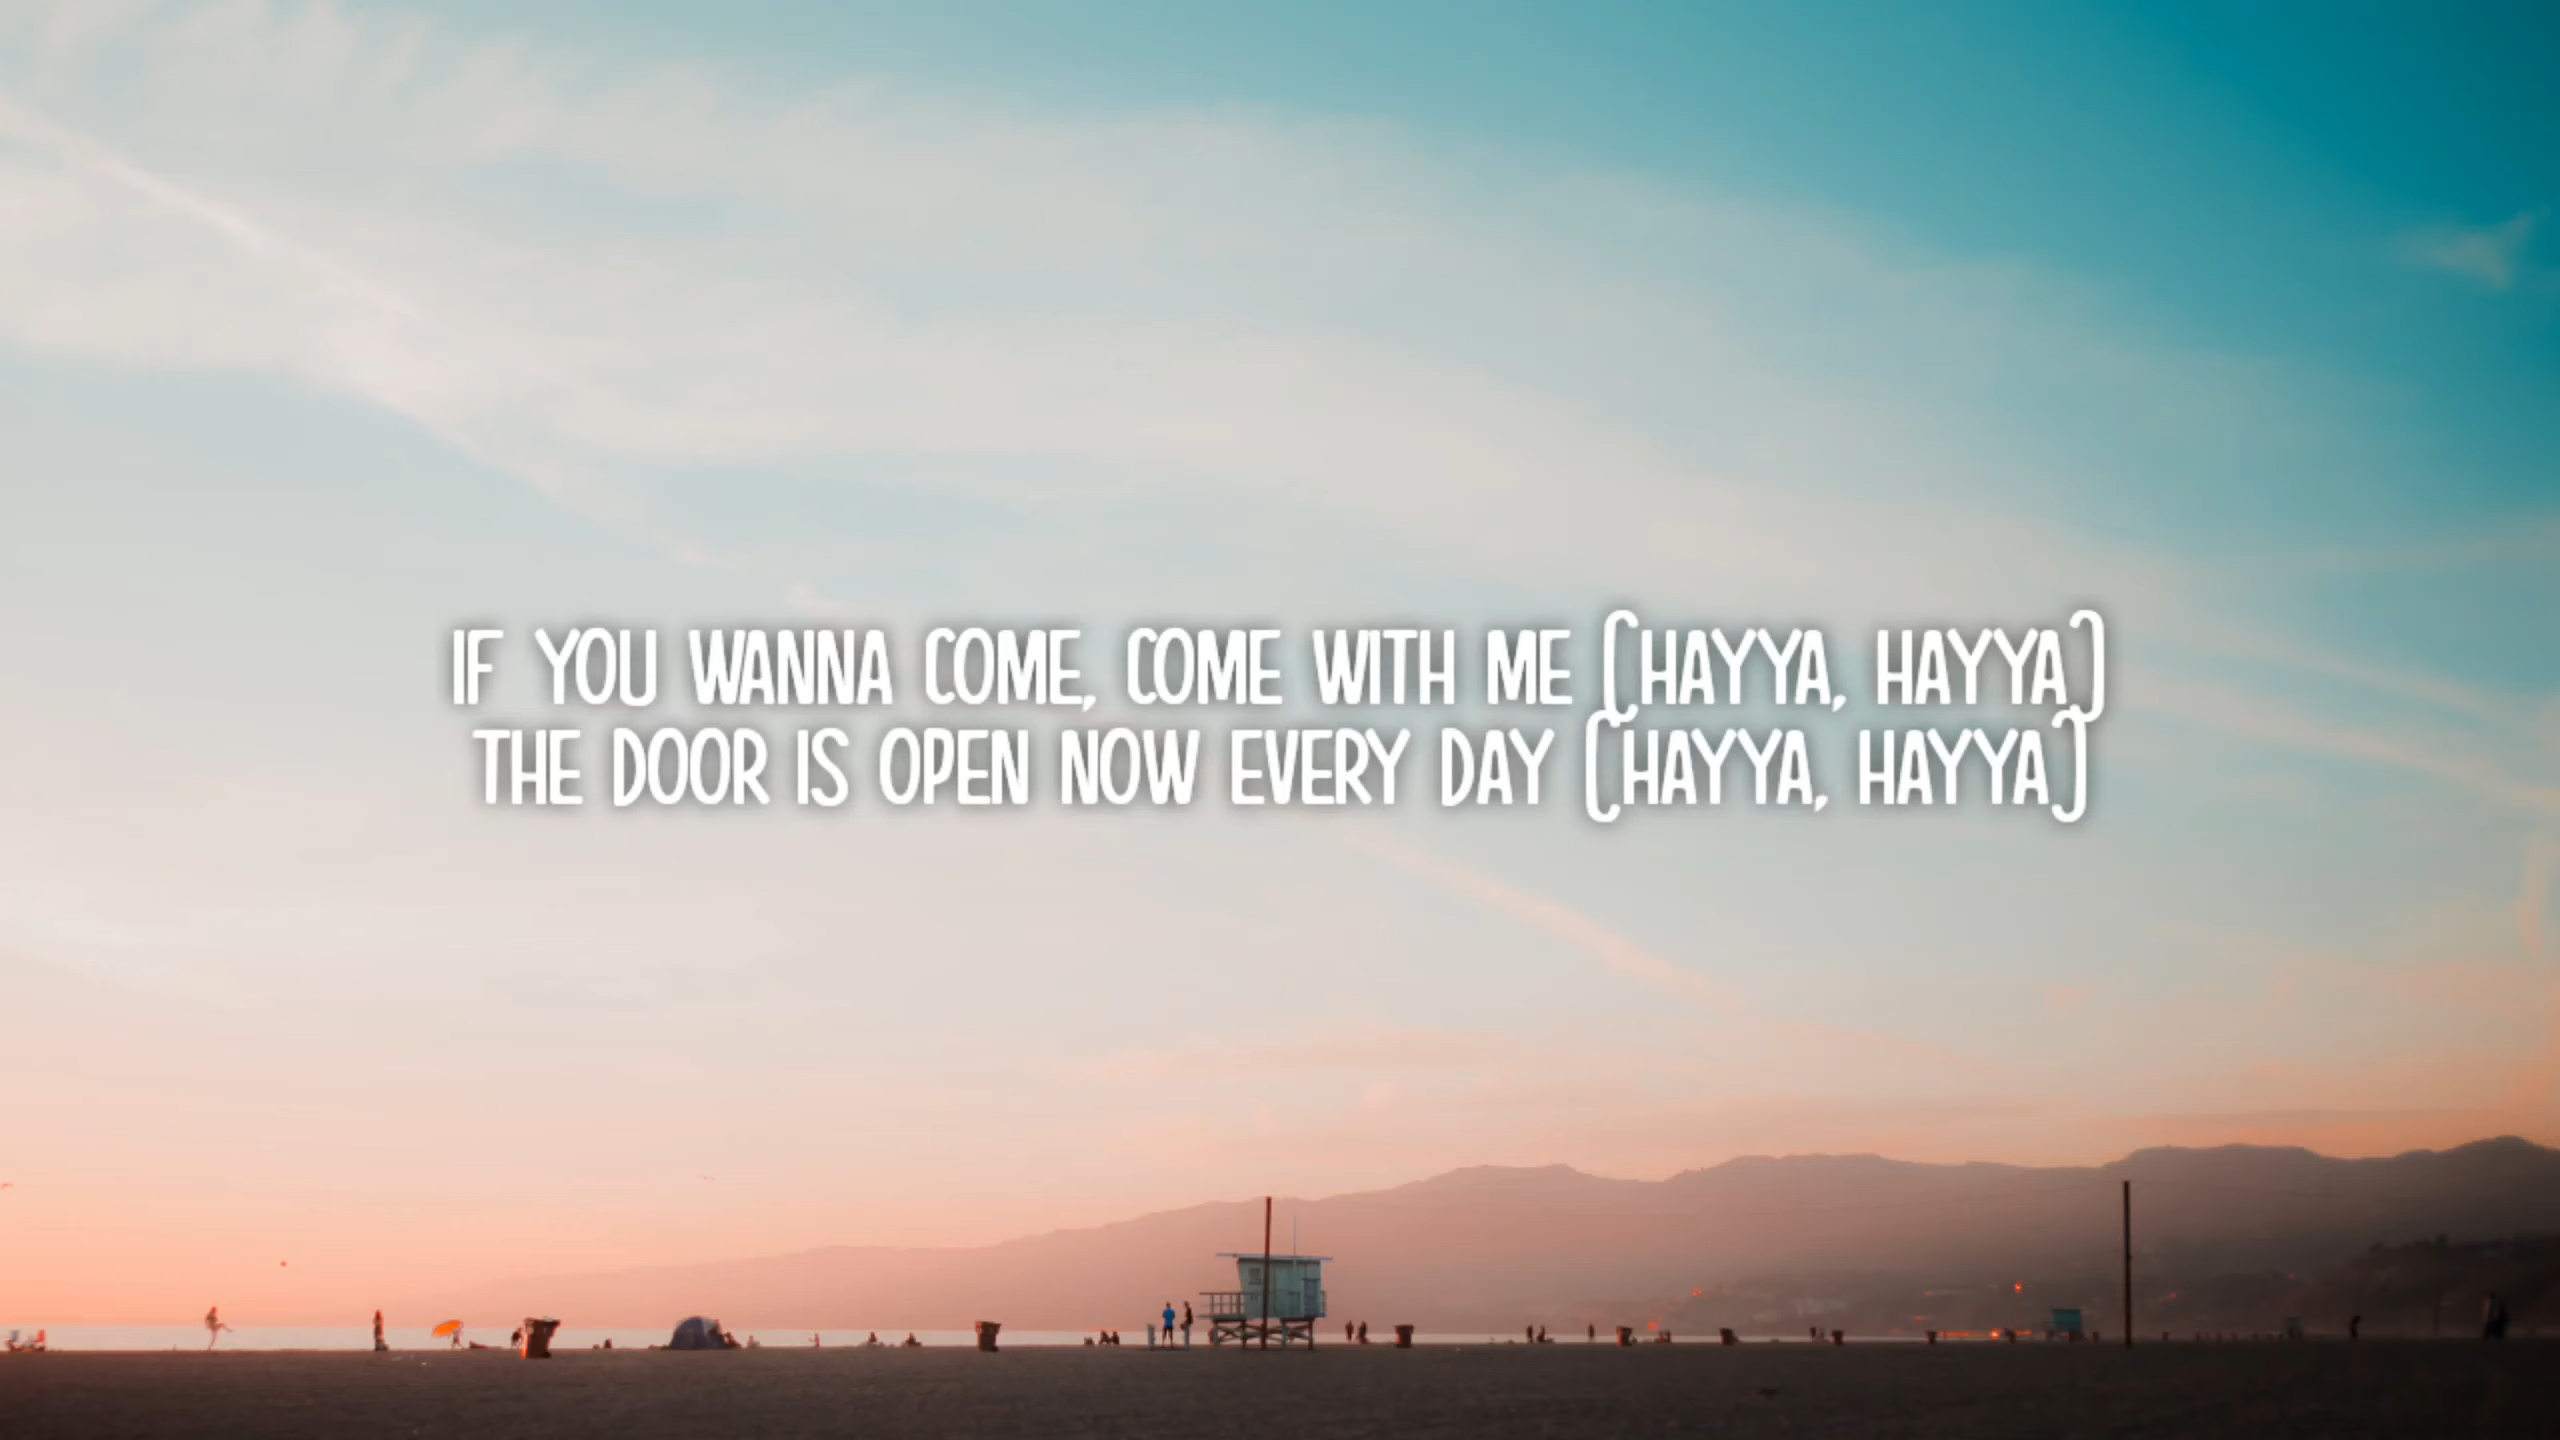 IF YOU WANNA COME, COME WITH ME (HAYYA, HAYYA)
THE DOOR IS OPEN NOW EVERY DAY (HAYYA, HAYYA)